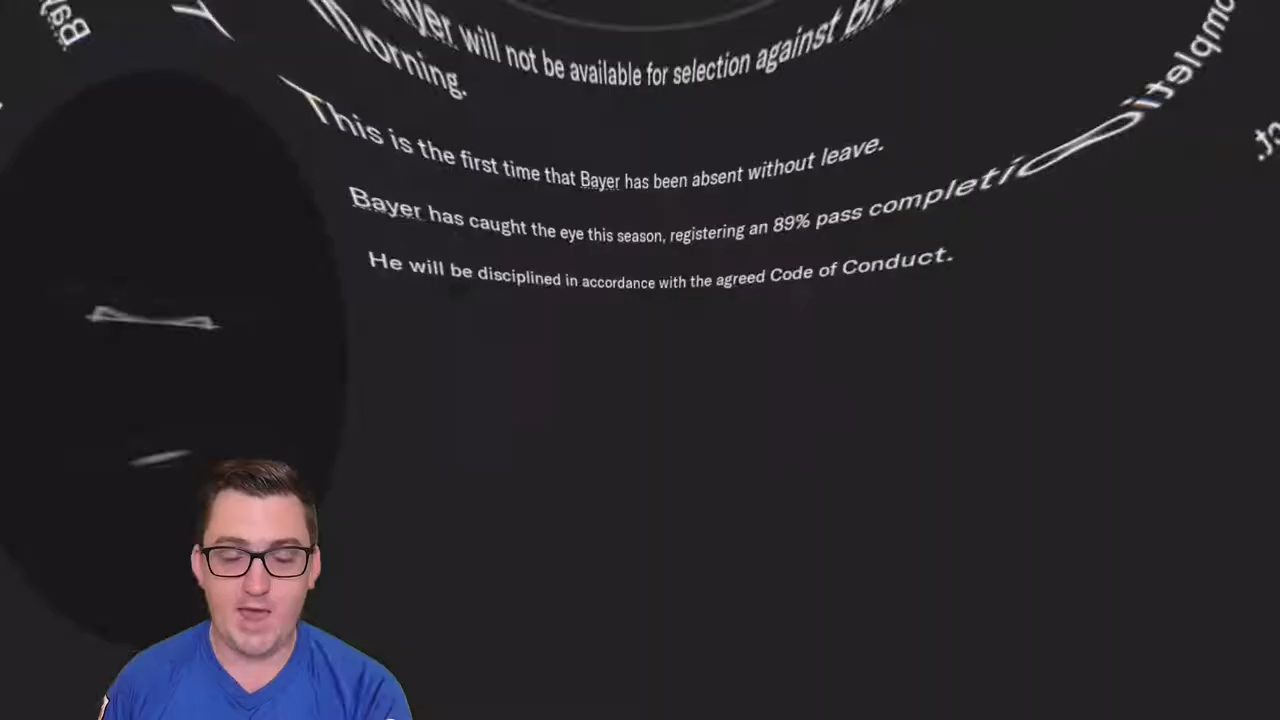 will not be available for selection against
morning.
This is the first time that Bayer has been absent without leave.
Bayer has caught the eye this season, registering an 89% pass
He will be disciplined in accordance with the agreed Code of Conduct.